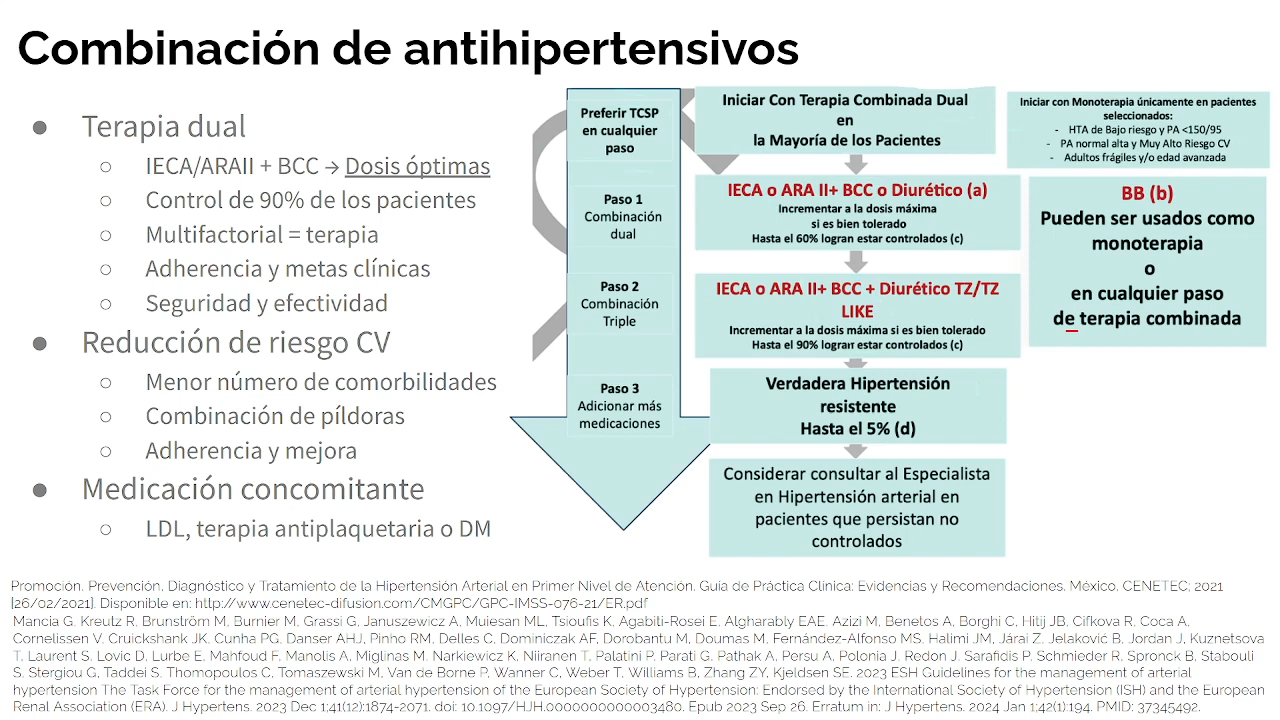 Combinación de antihipertensivos
● Terapia dual
○ IECA/ARAII + BCC → Dosis óptimas
○ Control de 90% de los pacientes
○ Multifactorial = terapia
○ Adherencia y metas clínicas
○ Seguridad y efectividad
● Reducción de riesgo CV
○ Menor número de comorbilidades
○ Combinación de píldoras
○ Adherencia y mejora
● Medicación concomitante
○ LDL, terapia antiplaquetaria o DM
Preferir TCSP
en cualquier
paso
Paso 1
Combinación
dual
Paso 2
Combinación
Triple
Paso 3
Adicionar más
medicaciones
Iniciar Con Terapia Combinada Dual
en
la Mayoría de los Pacientes
IECA o ARA II+ BCC o Diurético (a)
Incrementar a la dosis máxima
si es bien tolerado
Hasta el 60% logran estar controlados (c)
IECA o ARA II+ BCC + Diurético TZ/TZ
LIKE
Incrementar a la dosis máxima si es bien tolerado
Hasta el 90% logran estar controlados (c)
Verdadera Hipertensión
resistente
Hasta el 5% (d)
Considerar consultar al Especialista
en Hipertensión arterial en
pacientes que persistan no
controlados
Iniciar con Monoterapia únicamente en pacientes
seleccionados:
- HTA de Bajo riesgo y PA <150/95
- PA normal alta y Muy Alto Riesgo CV
- Adultos frágiles y/o edad avanzada
BB (b)
Pueden ser usados como
monoterapia
o
en cualquier paso
de terapia combinada
Promoción, Prevención, Diagnóstico y Tratamiento de la Hipertensión Arterial en Primer Nivel de Atención. Guía de Práctica Clínica: Evidencias y Recomendaciones. México, CENETEC; 2021
[26/02/2021]. Disponible en: http://www.cenetec-difusion.com/CMGPC/GPC-IMSS-076-21/ER.pdf
Mancia G, Kreutz R, Brunström M, Burnier M, Grassi G, Januszewicz A, Muiesan ML, Tsioufis K, Agabiti-Rosei E, Algharably EAE, Azizi M, Benetos A, Borghi C, Hitij JB, Cifkova R, Coca A,
Cornelissen V, Cruickshank JK, Cunha PG, Danser AHJ, Pinho RM, Delles C, Dominiczak AF, Dorobantu M, Doumas M, Fernández-Alfonso MS, Halimi JM, Járai Z, Jelaković B, Jordan J, Kuznetsova
T, Laurent S, Lovic D, Lurbe E, Mahfoud F, Manolis A, Miglinas M, Narkiewicz K, Niiranen T, Palatini P, Parati G, Pathak A, Persu A, Polonia J, Redon J, Sarafidis P, Schmieder R, Spronck B, Stabouli
S, Stergiou G, Taddei S, Thomopoulos C, Tomaszewski M, Van de Borne P, Wanner C, Weber T, Williams B, Zhang ZY, Kjeldsen SE. 2023 ESH Guidelines for the management of arterial
hypertension The Task Force for the management of arterial hypertension of the European Society of Hypertension: Endorsed by the International Society of Hypertension (ISH) and the European
Renal Association (ERA). J Hypertens. 2023 Dec 1;41(12):1874-2071. doi: 10.1097/HJH.0000000000003480. Epub 2023 Sep 26. Erratum in: J Hypertens. 2024 Jan 1;42(1):194. PMID: 37345492.